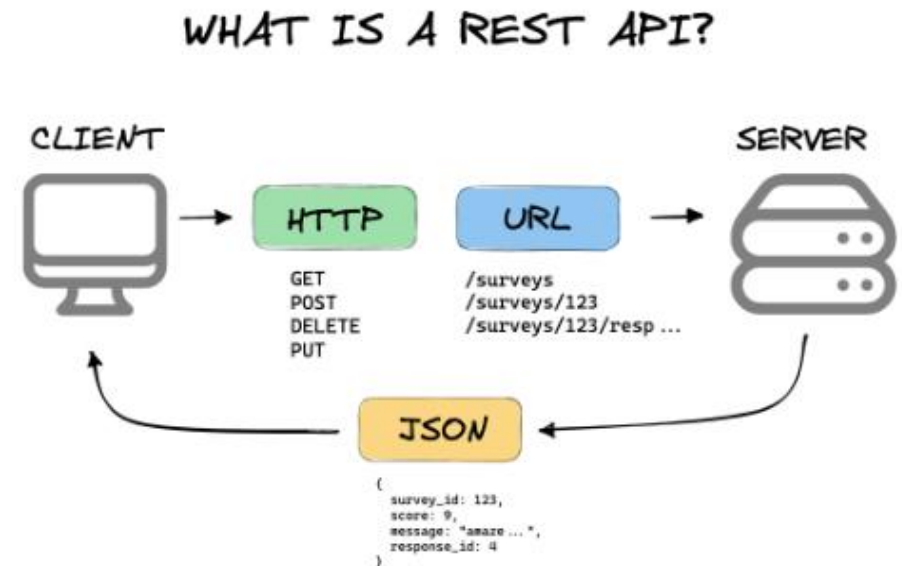 WHAT IS A REST API?
CLIENT
SERVER
HTTP
URL
GET
POST
DELETE
PUT
/surveys
/surveys/123
/surveys/123/resp ...
JSON
{
survey_id: 123,
score: 9,
message: "amaze ... ",
response_id: 4
}